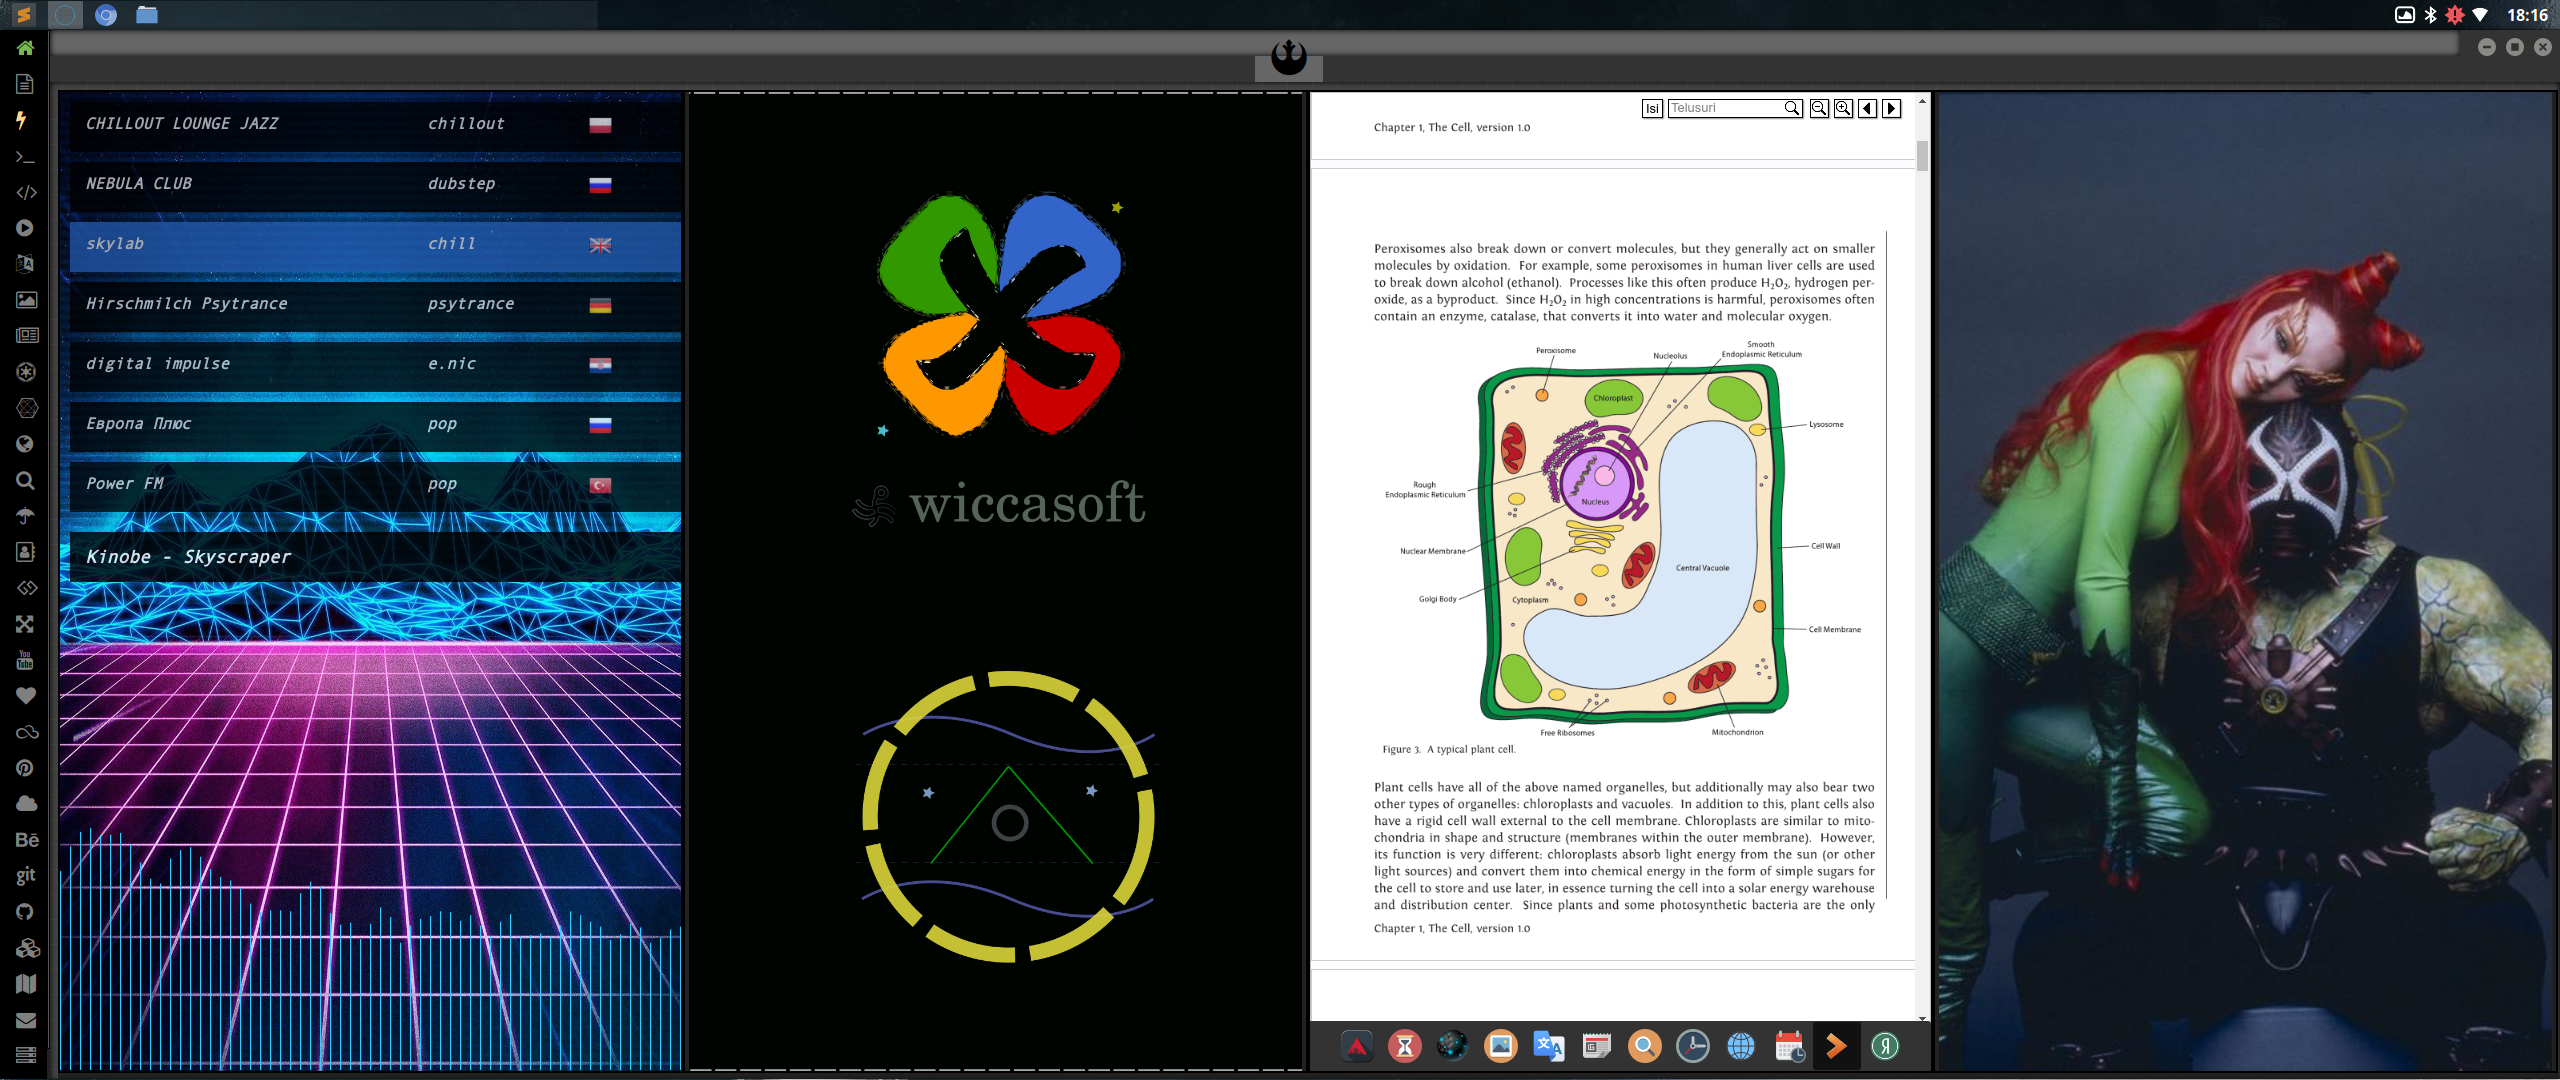 18:16
CHILLOUT LOUNGE JAZZ chillout
NEBULA CLUB dubstep
skylab chill
Hirschmilch Psytrance psytrance
digital impulse e.nic
Европа Плюс pop
Power FM pop
Kinobe - Skyscraper
You
Tube
Bē
git
wiccasoft
Isi Telusuri
Chapter 1, The Cell, version 1.0
Peroxisomes also break down or convert molecules, but they generally act on smaller
molecules by oxidation. For example, some peroxisomes in human liver cells are used
to break down alcohol (ethanol). Processes like this often produce H₂O₂, hydrogen per-
oxide, as a byproduct. Since H₂O₂ in high concentrations is harmful, peroxisomes often
contain an enzyme, catalase, that converts it into water and molecular oxygen.
Peroxisome
Nucleolus
Smooth
Endoplasmic Reticulum
Chloroplast
Lysosome
Rough
Endoplasmic Reticulum
Nucleus
Nuclear Membrane
Cell Wall
Central Vacuole
Golgi Body
Cytoplasm
Cell Membrane
Free Ribosomes
Mitochondrion
Figure 3. A typical plant cell.
Plant cells have all of the above named organelles, but additionally may also bear two
other types of organelles: chloroplasts and vacuoles. In addition to this, plant cells also
have a rigid cell wall external to the cell membrane. Chloroplasts are similar to mito-
chondria in shape and structure (membranes within the outer membrane). However,
its function is very different: chloroplasts absorb light energy from the sun (or other
light sources) and convert them into chemical energy in the form of simple sugars for
the cell to store and use later, in essence turning the cell into a solar energy warehouse
and distribution center. Since plants and some photosynthetic bacteria are the only
Chapter 1, The Cell, version 1.0
文A
Я